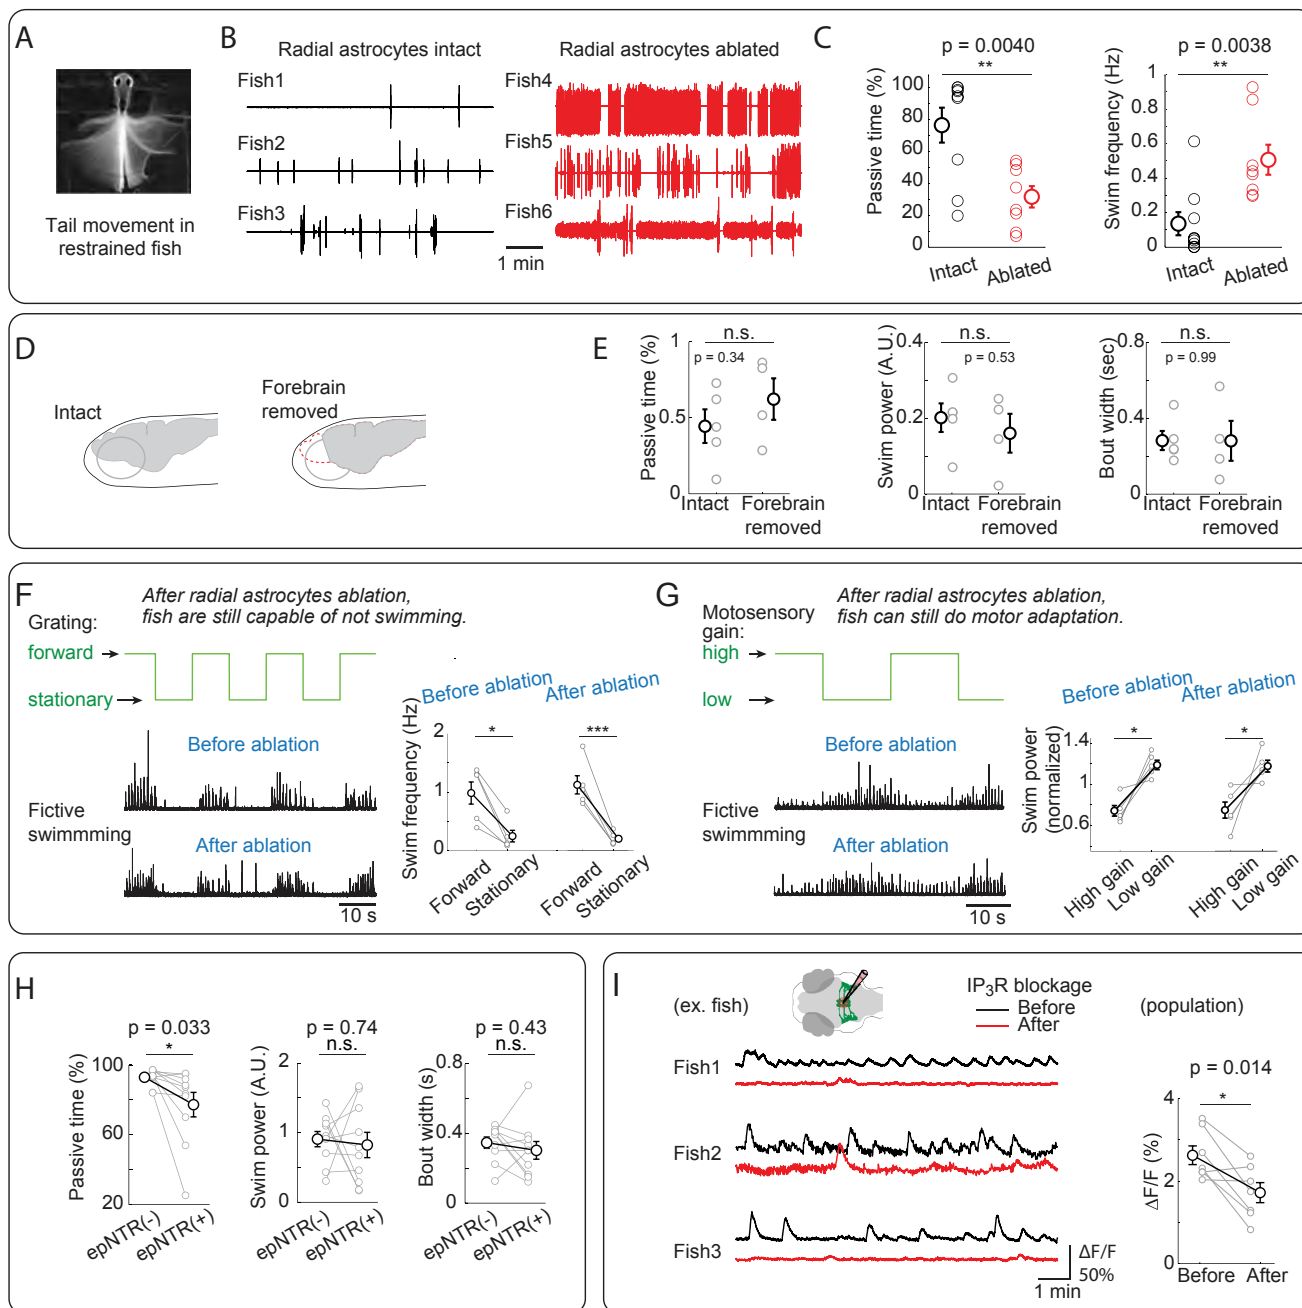 A
Tail movement in
restrained fish
B
Radial astrocytes intact
Radial astrocytes ablated
Fish1
Fish2
Fish3
Fish4
Fish5
Fish6
1 min
C
p = 0.0040
**
Passive time (%)
100
80
60
40
20
0
Intact
Ablated
p = 0.0038
**
Swim frequency (Hz)
1
0.8
0.6
0.4
0.2
0
Intact
Ablated
D
Intact
Forebrain
removed
E
n.s.
p = 0.34
Passive time (%)
1
0.5
0
Intact
Forebrain
removed
n.s.
p = 0.53
Swim power (A.U.)
0.4
0.2
0
Intact
Forebrain
removed
n.s.
p = 0.99
Bout width (sec)
0.8
0.4
0
Intact
Forebrain
removed
F
After radial astrocytes ablation,
fish are still capable of not swimming.
Grating:
forward
stationary
Before ablation
Fictive
swimmming
After ablation
10 s
Before ablation
After ablation
*
***
Swim frequency (Hz)
2
1
0
Forward
Stationary
Forward
Stationary
G
After radial astrocytes ablation,
fish can still do motor adaptation.
Motosensory
gain:
high
low
Before ablation
Fictive
swimmming
After ablation
10 s
Before ablation
After ablation
*
*
Swim power
(normalized)
1.4
1
0.6
High gain
Low gain
High gain
Low gain
H
p = 0.033
*
Passive time (%)
100
60
20
epNTR(-)
epNTR(+)
p = 0.74
n.s.
Swim power (A.U.)
2
1
0
epNTR(-)
epNTR(+)
p = 0.43
n.s.
Bout width (s)
0.8
0.4
0
epNTR(-)
epNTR(+)
I
(ex. fish)
IP3R blockage
Before
After
(population)
Fish1
Fish2
Fish3
ΔF/F
50%
1 min
p = 0.014
*
ΔF/F (%)
4
2
0
Before
After